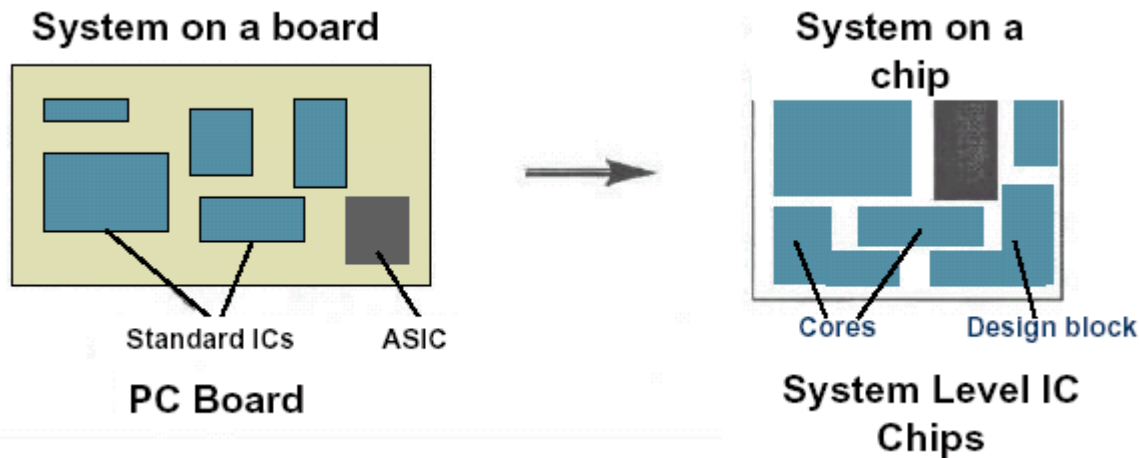 System on a board
System on a
chip
Standard ICs
ASIC
Cores
Design block
PC Board
System Level IC
Chips